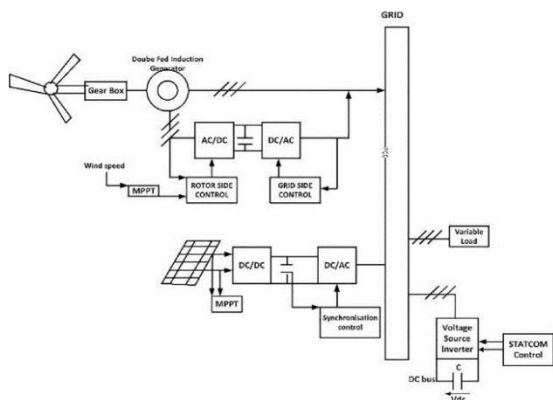 GRID
Doube Fed Induction
Generator
Gear Box
AC/DC
DC/AC
Wind speed
MPPT
ROTOR SIDE
CONTROL
GRID SIDE
CONTROL
DC/DC
DC/AC
MPPT
Synchronisation
control
Variable
Load
Voltage
Source
Inverter
STATCOM
Control
C
DC bus
Vdc